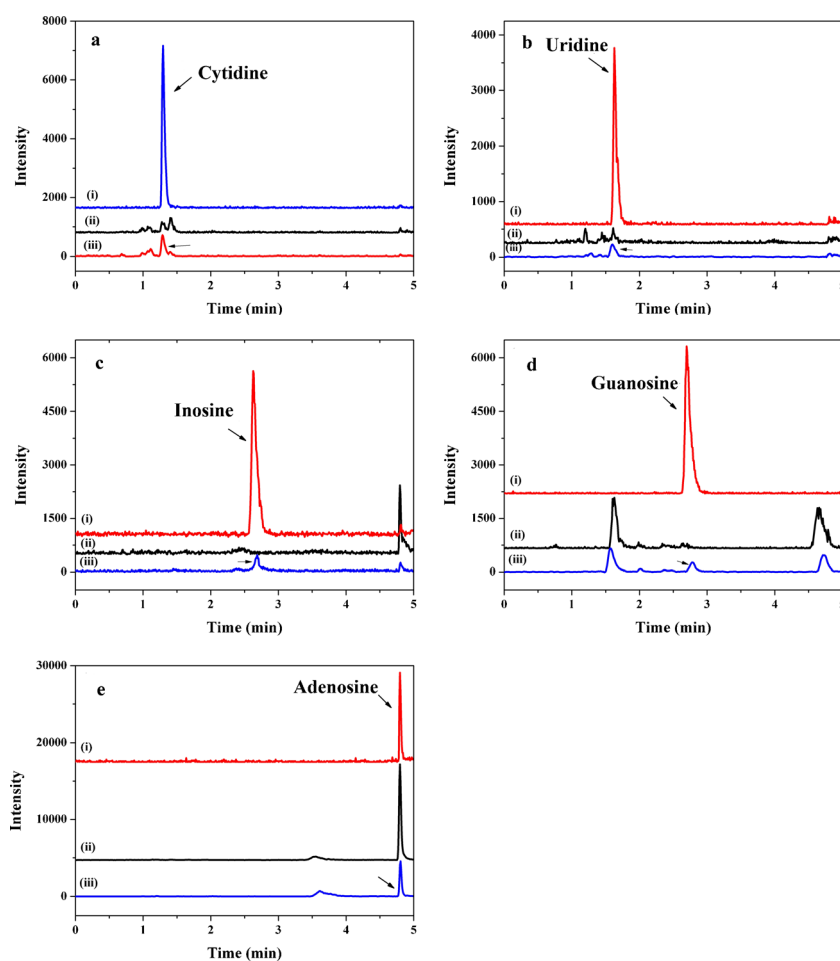 a
Cytidine
8000
6000
4000
2000
0
(i)
(ii)
(iii)
Intensity
0 1 2 3 4 5
Time (min)
b
Uridine
4000
3000
2000
1000
0
(i)
(ii)
(iii)
Intensity
0 1 2 3 4 5
Time (min)
c
Inosine
6000
4500
3000
1500
0
(i)
(ii)
(iii)
Intensity
0 1 2 3 4 5
Time (min)
d
Guanosine
6000
4500
3000
1500
0
(i)
(ii)
(iii)
Intensity
0 1 2 3 4 5
Time (min)
e
Adenosine
30000
20000
10000
0
(i)
(ii)
(iii)
Intensity
0 1 2 3 4 5
Time (min)